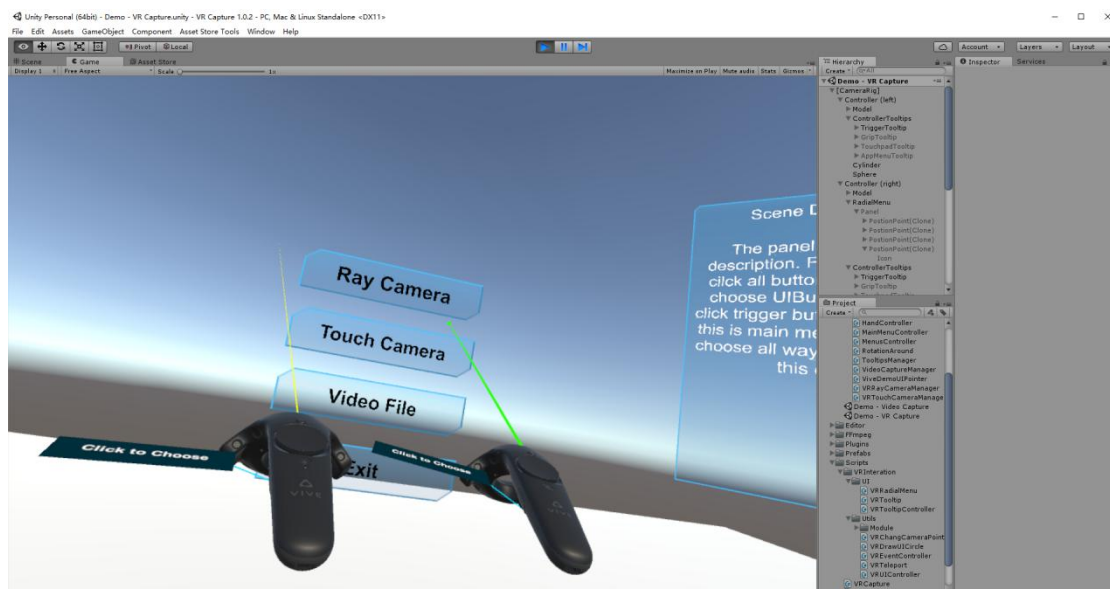 Unity Personal (64bit) - Demo - VR Capture.unity - VR Capture 1.0.2 - PC, Mac & Linux Standalone <DX11>
File Edit Assets GameObject Component Asset Store Tools Window Help
Pivot Local Account Layers Layout
Scene Game Asset Store
Display 1 Free Aspect Scale 1x Maximize on Play Mute audio Stats Gizmos
Ray Camera
Touch Camera
Video File
Exit
Click to Choose
Click to Choose
VIVE
Scene D
The panel
description. F
click all butto
choose UIBu
click trigger bu
this is main me
choose all way
this
Hierarchy
Create All
Demo - VR Capture
[CameraRig]
Controller (left)
Model
ControllerTooltips
TriggerTooltip
GripTooltip
TouchpadTooltip
AppMenuTooltip
Cylinder
Sphere
Controller (right)
Model
RadialMenu
Panel
PostionPoint(Clone)
PostionPoint(Clone)
PostionPoint(Clone)
PostionPoint(Clone)
Icon
ControllerTooltips
TriggerTooltip
GripTooltip
Project
Create
HandController
MainMenuController
MenusController
RotationAround
TooltipsManager
VideoCaptureManager
ViveDemoUIPointer
VRRayCameraManager
VRTouchCameraManage
Demo - Video Capture
Demo - VR Capture
Editor
FFmpeg
Plugins
Prefabs
Scripts
VRInteration
UI
VRRadialMenu
VRTooltip
VRTooltipController
Utils
Module
VRChangCameraPoint
VRDrawUICircle
VREventController
VRTeleport
VRUIController
VRCapture
Inspector Services